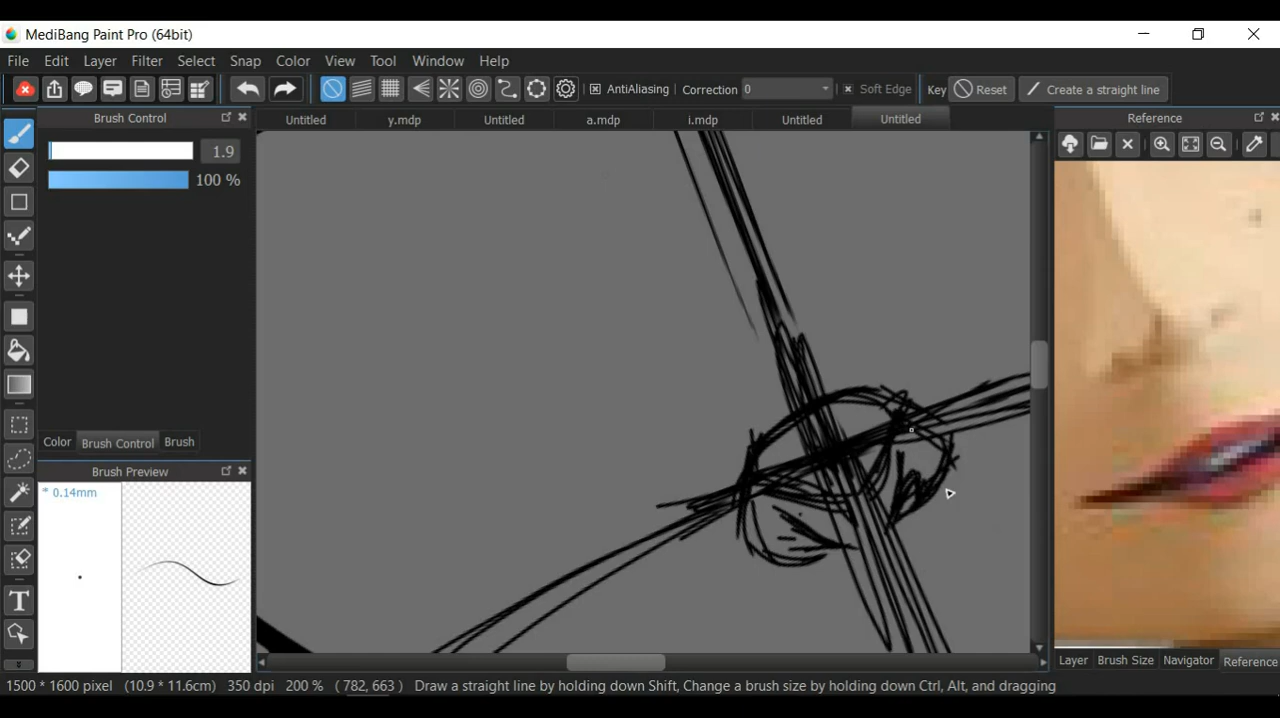 MediBang Paint Pro (64bit)
File Edit Layer Filter Select Snap Color View Tool Window Help
AntiAliasing Correction 0 Soft Edge Key Reset Create a straight line
Brush Control
Untitled y.mdp Untitled a.mdp i.mdp Untitled Untitled
Reference
1.9
100 %
Color Brush Control Brush
Brush Preview
* 0.14mm
T
Layer Brush Size Navigator Reference
1500 * 1600 pixel (10.9 * 11.6cm) 350 dpi 200 % ( 782, 663 ) Draw a straight line by holding down Shift, Change a brush size by holding down Ctrl, Alt, and dragging